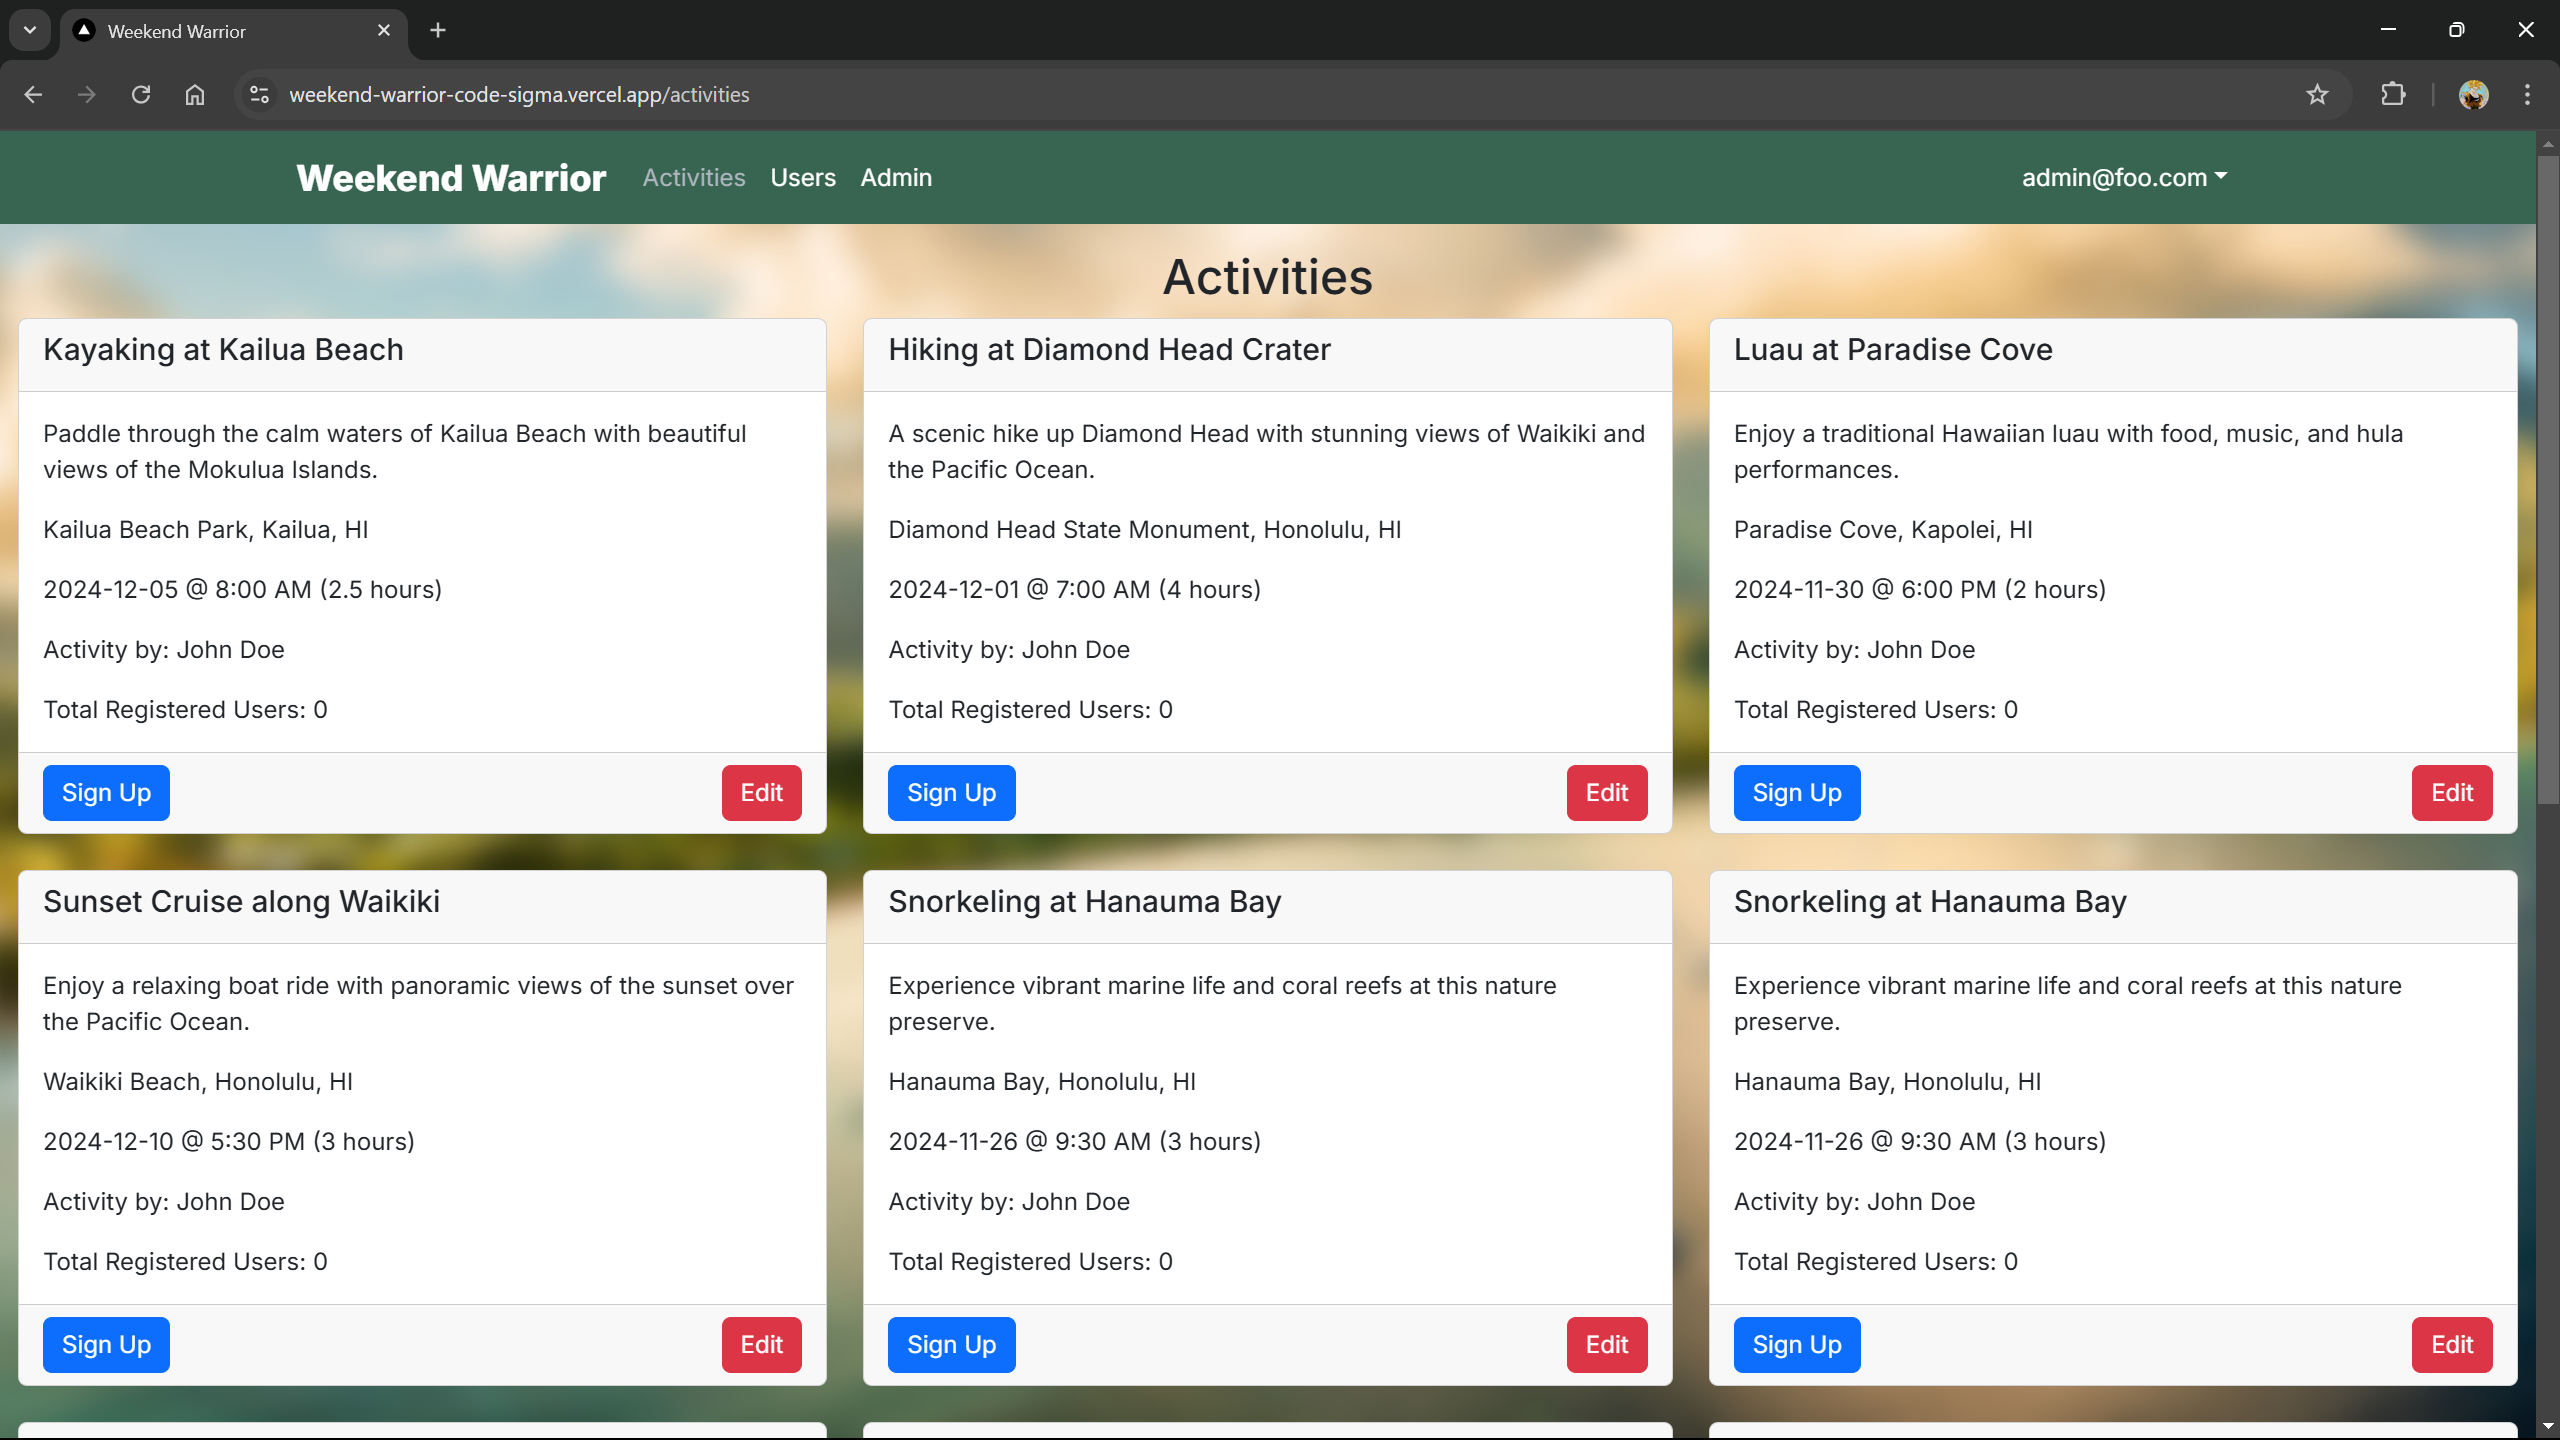 Weekend Warrior
weekend-warrior-code-sigma.vercel.app/activities
Weekend Warrior Activities Users Admin admin@foo.com
Activities
Kayaking at Kailua Beach
Paddle through the calm waters of Kailua Beach with beautiful
views of the Mokulua Islands.
Kailua Beach Park, Kailua, HI
2024-12-05 @ 8:00 AM (2.5 hours)
Activity by: John Doe
Total Registered Users: 0
Sign Up Edit
Hiking at Diamond Head Crater
A scenic hike up Diamond Head with stunning views of Waikiki and
the Pacific Ocean.
Diamond Head State Monument, Honolulu, HI
2024-12-01 @ 7:00 AM (4 hours)
Activity by: John Doe
Total Registered Users: 0
Sign Up Edit
Luau at Paradise Cove
Enjoy a traditional Hawaiian luau with food, music, and hula
performances.
Paradise Cove, Kapolei, HI
2024-11-30 @ 6:00 PM (2 hours)
Activity by: John Doe
Total Registered Users: 0
Sign Up Edit
Sunset Cruise along Waikiki
Enjoy a relaxing boat ride with panoramic views of the sunset over
the Pacific Ocean.
Waikiki Beach, Honolulu, HI
2024-12-10 @ 5:30 PM (3 hours)
Activity by: John Doe
Total Registered Users: 0
Sign Up Edit
Snorkeling at Hanauma Bay
Experience vibrant marine life and coral reefs at this nature
preserve.
Hanauma Bay, Honolulu, HI
2024-11-26 @ 9:30 AM (3 hours)
Activity by: John Doe
Total Registered Users: 0
Sign Up Edit
Snorkeling at Hanauma Bay
Experience vibrant marine life and coral reefs at this nature
preserve.
Hanauma Bay, Honolulu, HI
2024-11-26 @ 9:30 AM (3 hours)
Activity by: John Doe
Total Registered Users: 0
Sign Up Edit